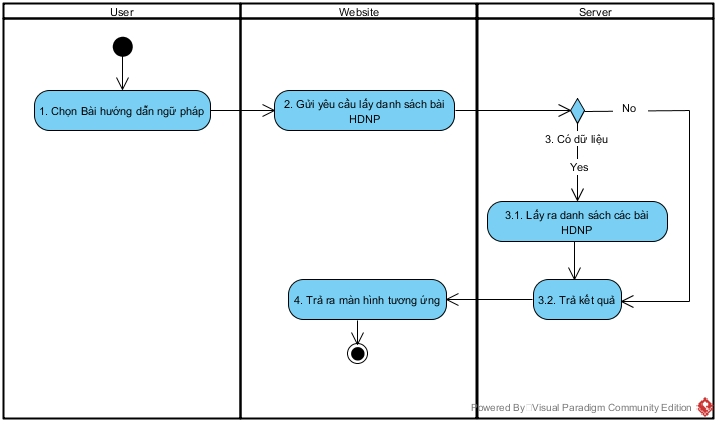 User
Website
Server
1. Chọn Bài hướng dẫn ngữ pháp
2. Gửi yêu cầu lấy danh sách bài
HDNP
No
3. Có dữ liệu
Yes
3.1. Lấy ra danh sách các bài
HDNP
4. Trả ra màn hình tương ứng
3.2. Trả kết quả
Powered By Visual Paradigm Community Edition